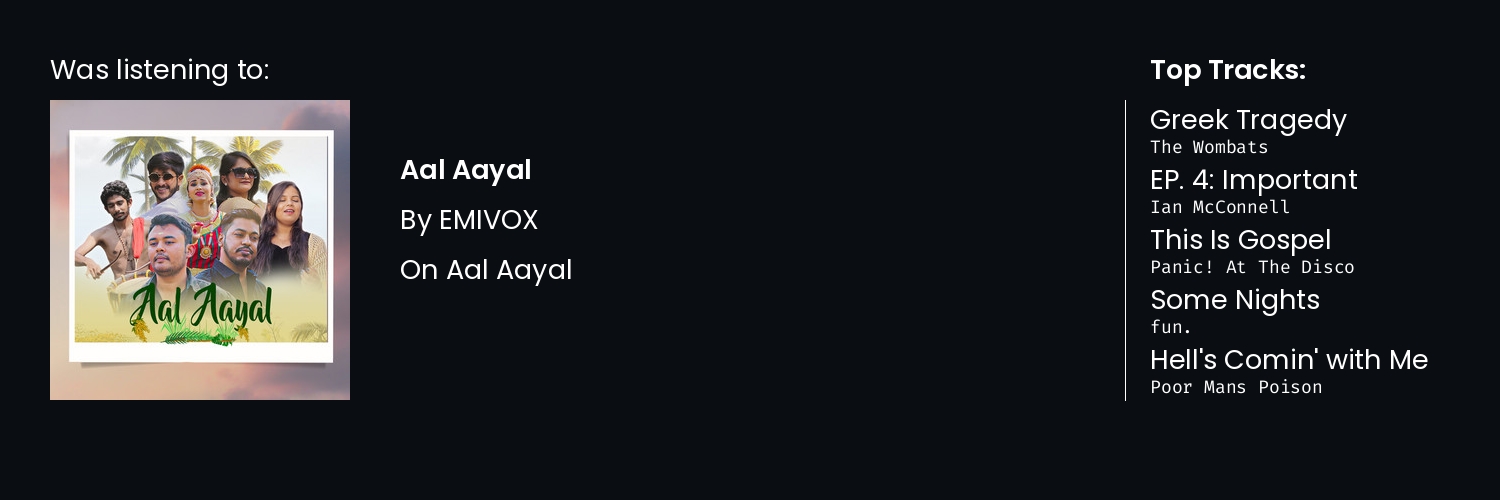 Was listening to:
Aal Aayal
Aal Aayal
By EMIVOX
On Aal Aayal
Top Tracks:
Greek Tragedy
The Wombats
EP. 4: Important
Ian McConnell
This Is Gospel
Panic! At The Disco
Some Nights
fun.
Hell's Comin' with Me
Poor Mans Poison